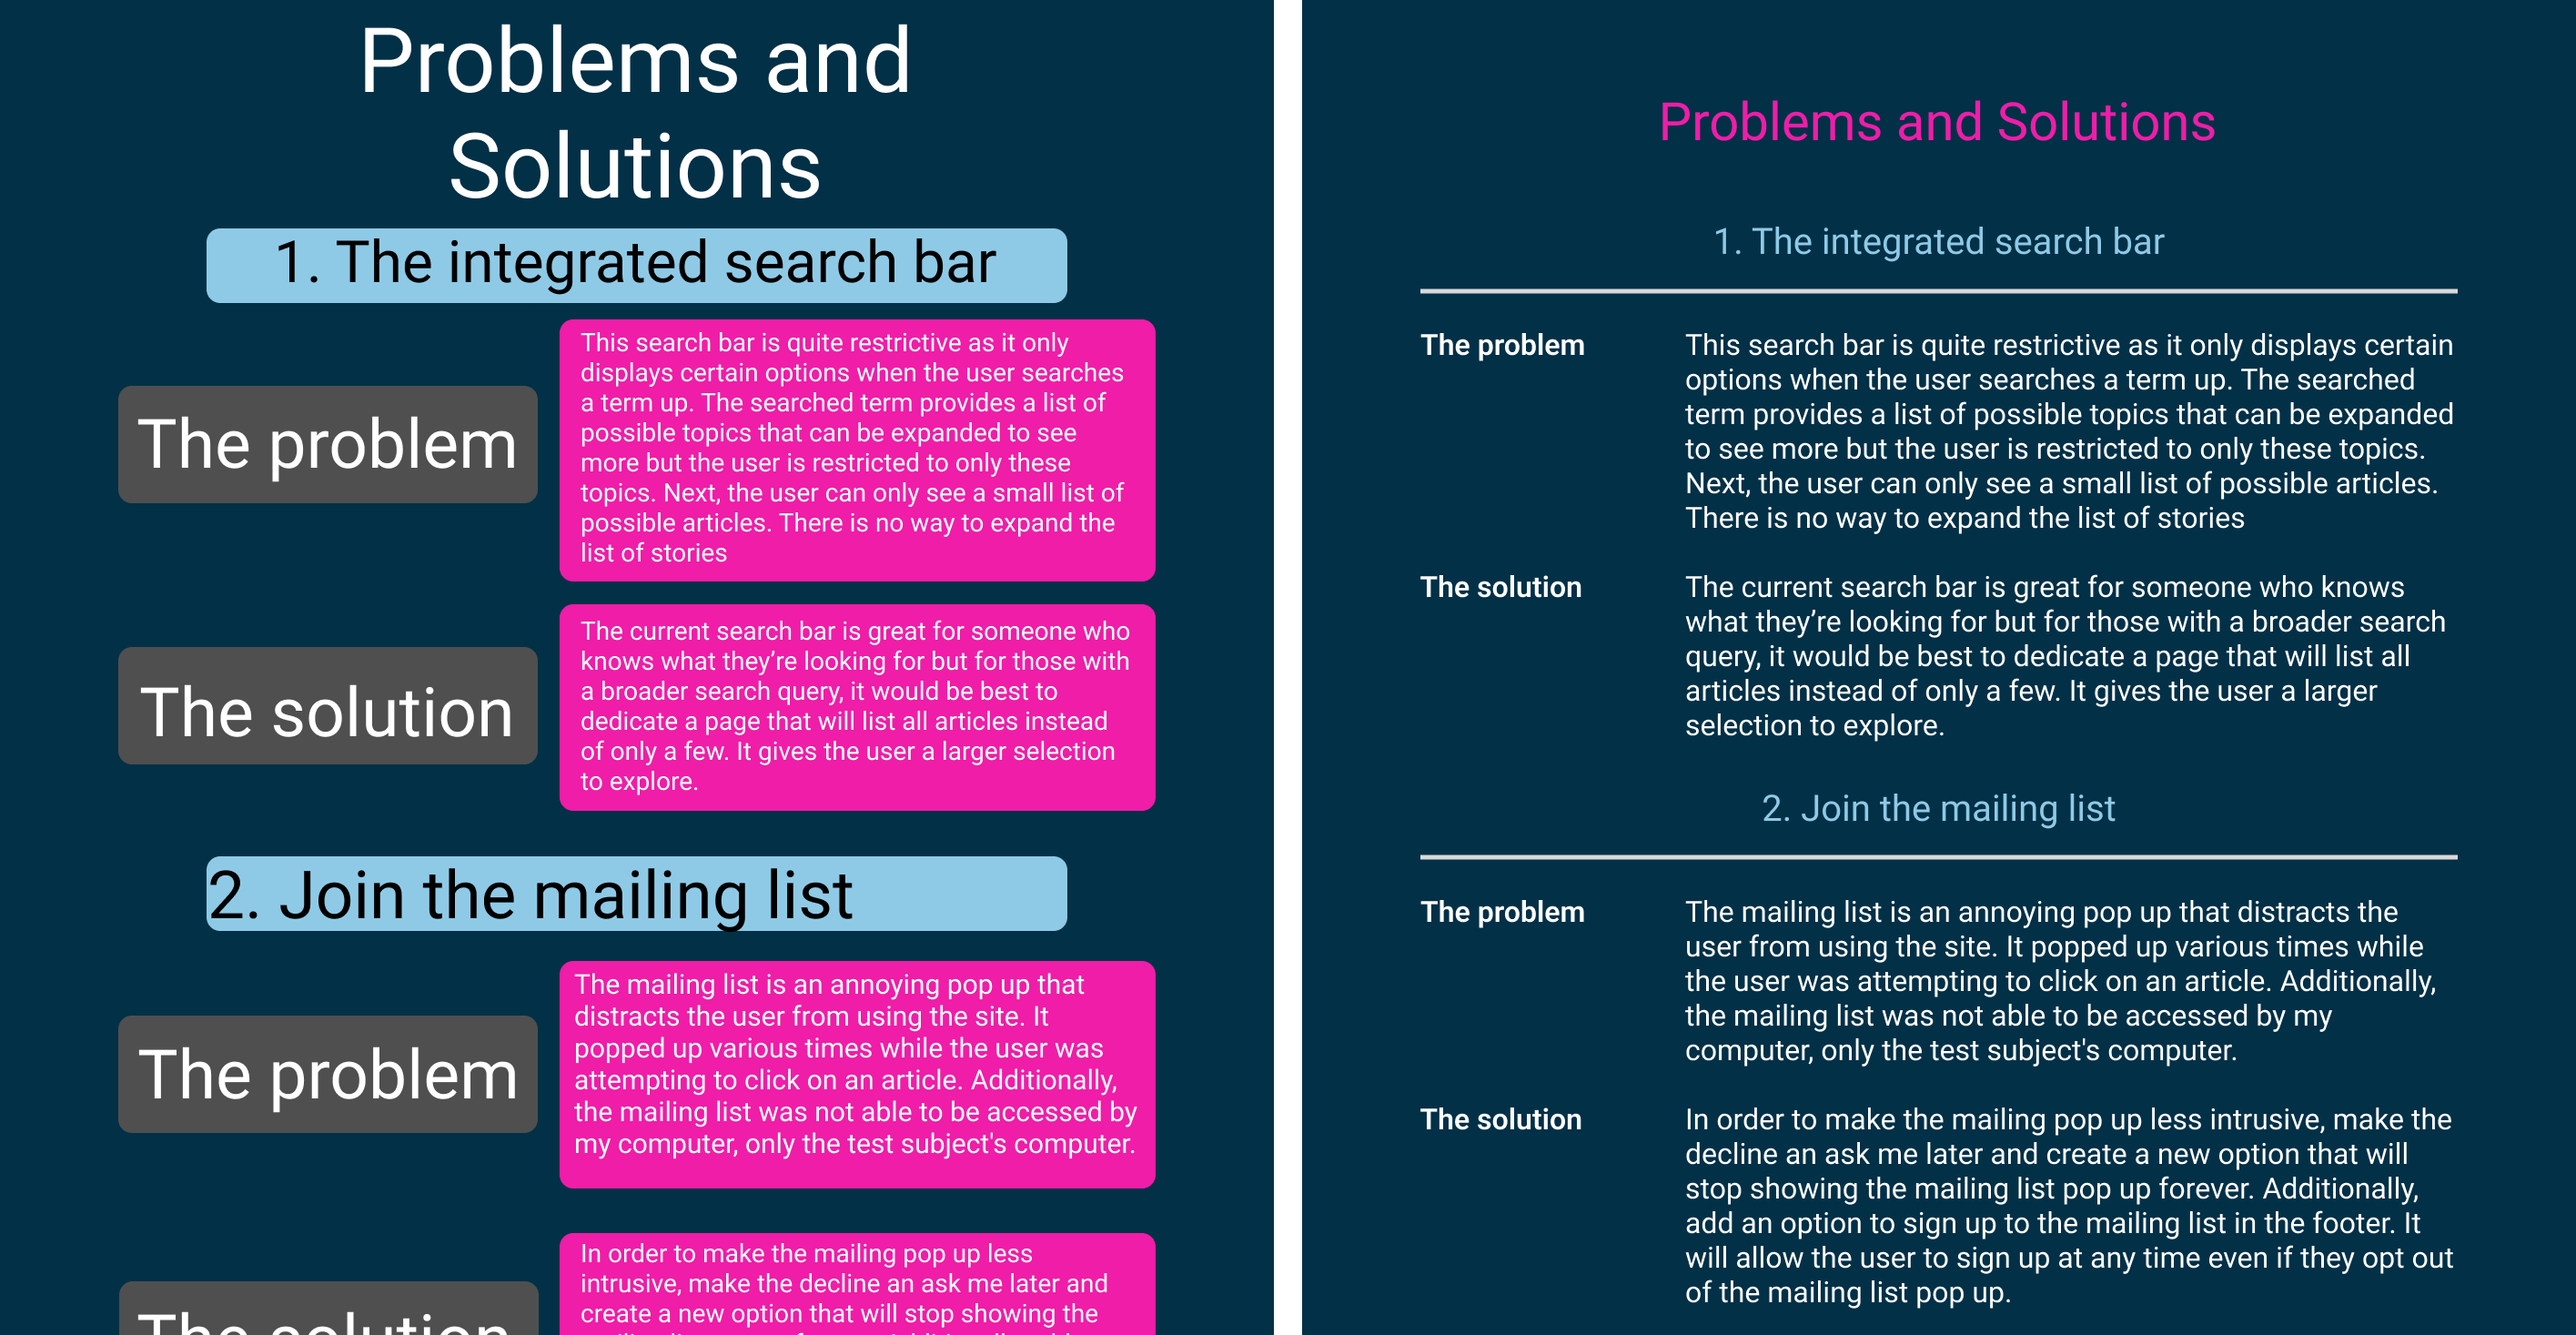 Problems and
Solutions
1. The integrated search bar
The problem
This search bar is quite restrictive as it only
displays certain options when the user searches
a term up. The searched term provides a list of
possible topics that can be expanded to see
more but the user is restricted to only these
topics. Next, the user can only see a small list of
possible articles. There is no way to expand the
list of stories
The solution
The current search bar is great for someone who
knows what they’re looking for but for those with
a broader search query, it would be best to
dedicate a page that will list all articles instead
of only a few. It gives the user a larger selection
to explore.
2. Join the mailing list
The problem
The mailing list is an annoying pop up that
distracts the user from using the site. It
popped up various times while the user was
attempting to click on an article. Additionally,
the mailing list was not able to be accessed by
my computer, only the test subject's computer.
The solution
In order to make the mailing pop up less
intrusive, make the decline an ask me later and
create a new option that will stop showing the
Problems and Solutions
1. The integrated search bar
The problem
This search bar is quite restrictive as it only displays certain
options when the user searches a term up. The searched
term provides a list of possible topics that can be expanded
to see more but the user is restricted to only these topics.
Next, the user can only see a small list of possible articles.
There is no way to expand the list of stories
The solution
The current search bar is great for someone who knows
what they’re looking for but for those with a broader search
query, it would be best to dedicate a page that will list all
articles instead of only a few. It gives the user a larger
selection to explore.
2. Join the mailing list
The problem
The mailing list is an annoying pop up that distracts the
user from using the site. It popped up various times while
the user was attempting to click on an article. Additionally,
the mailing list was not able to be accessed by my
computer, only the test subject's computer.
The solution
In order to make the mailing pop up less intrusive, make the
decline an ask me later and create a new option that will
stop showing the mailing list pop up forever. Additionally,
add an option to sign up to the mailing list in the footer. It
will allow the user to sign up at any time even if they opt out
of the mailing list pop up.